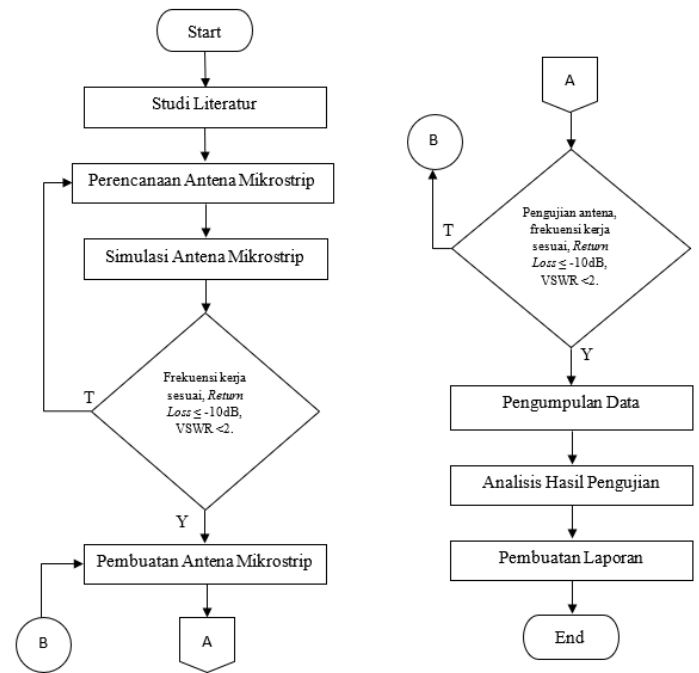 Start
Studi Literatur
Perencanaan Antena Mikrostrip
Simulasi Antena Mikrostrip
Frekuensi kerja
sesuai, Return
Loss ≤ -10dB,
VSWR <2.
T
Y
Pembuatan Antena Mikrostrip
B
A
A
B
Pengujian antena,
frekuensi kerja
sesuai, Return
Loss ≤ -10dB,
VSWR <2.
T
Y
Pengumpulan Data
Analisis Hasil Pengujian
Pembuatan Laporan
End